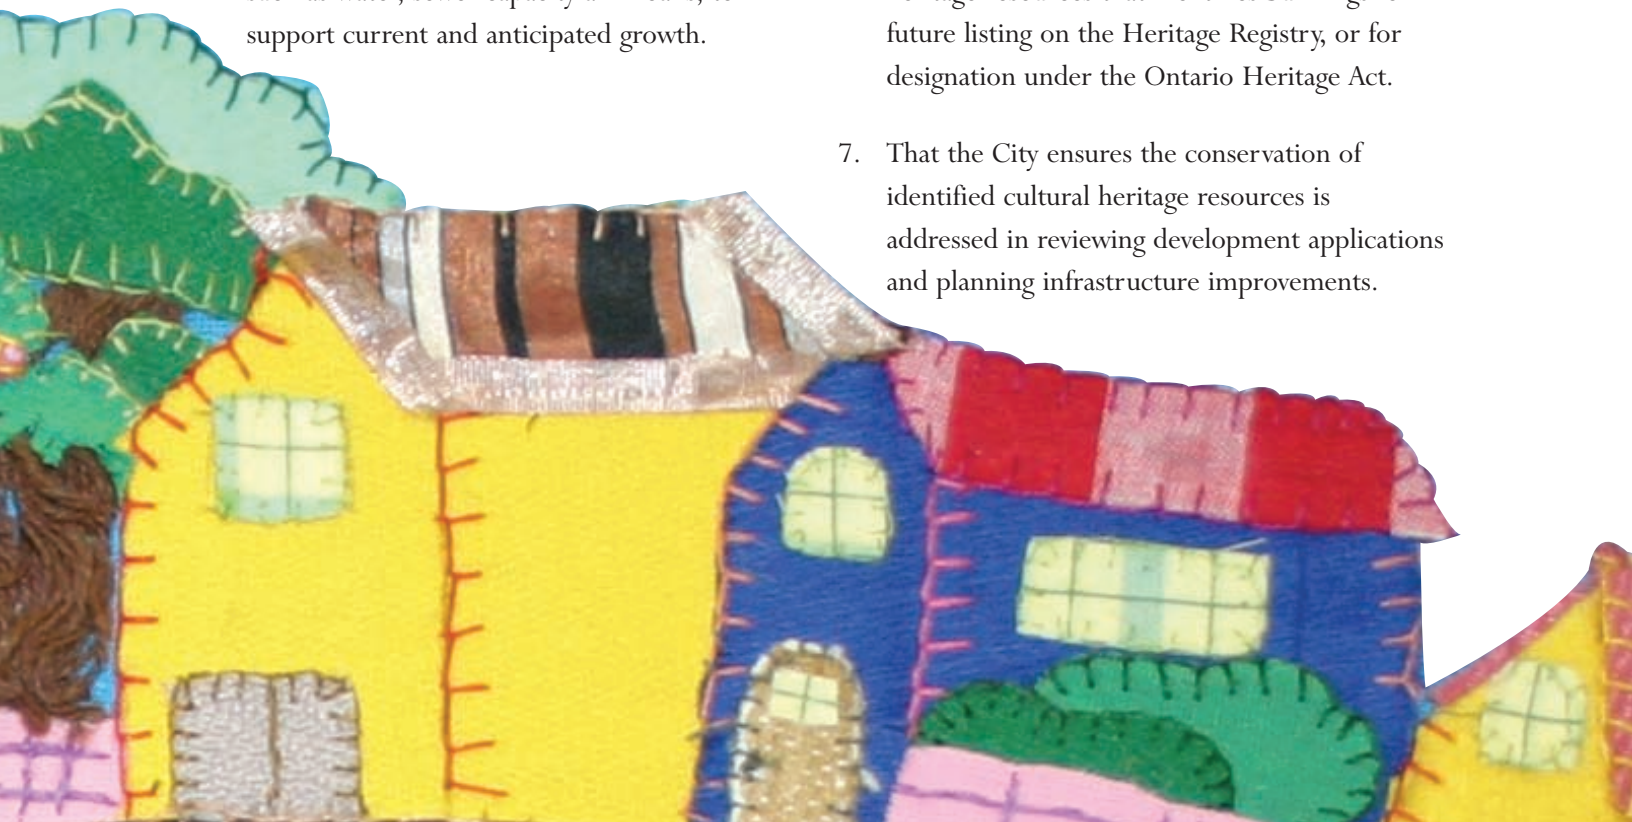 support current and anticipated growth.
future listing on the Heritage Registry, or for
designation under the Ontario Heritage Act.
7. That the City ensures the conservation of
identified cultural heritage resources is
addressed in reviewing development applications
and planning infrastructure improvements.